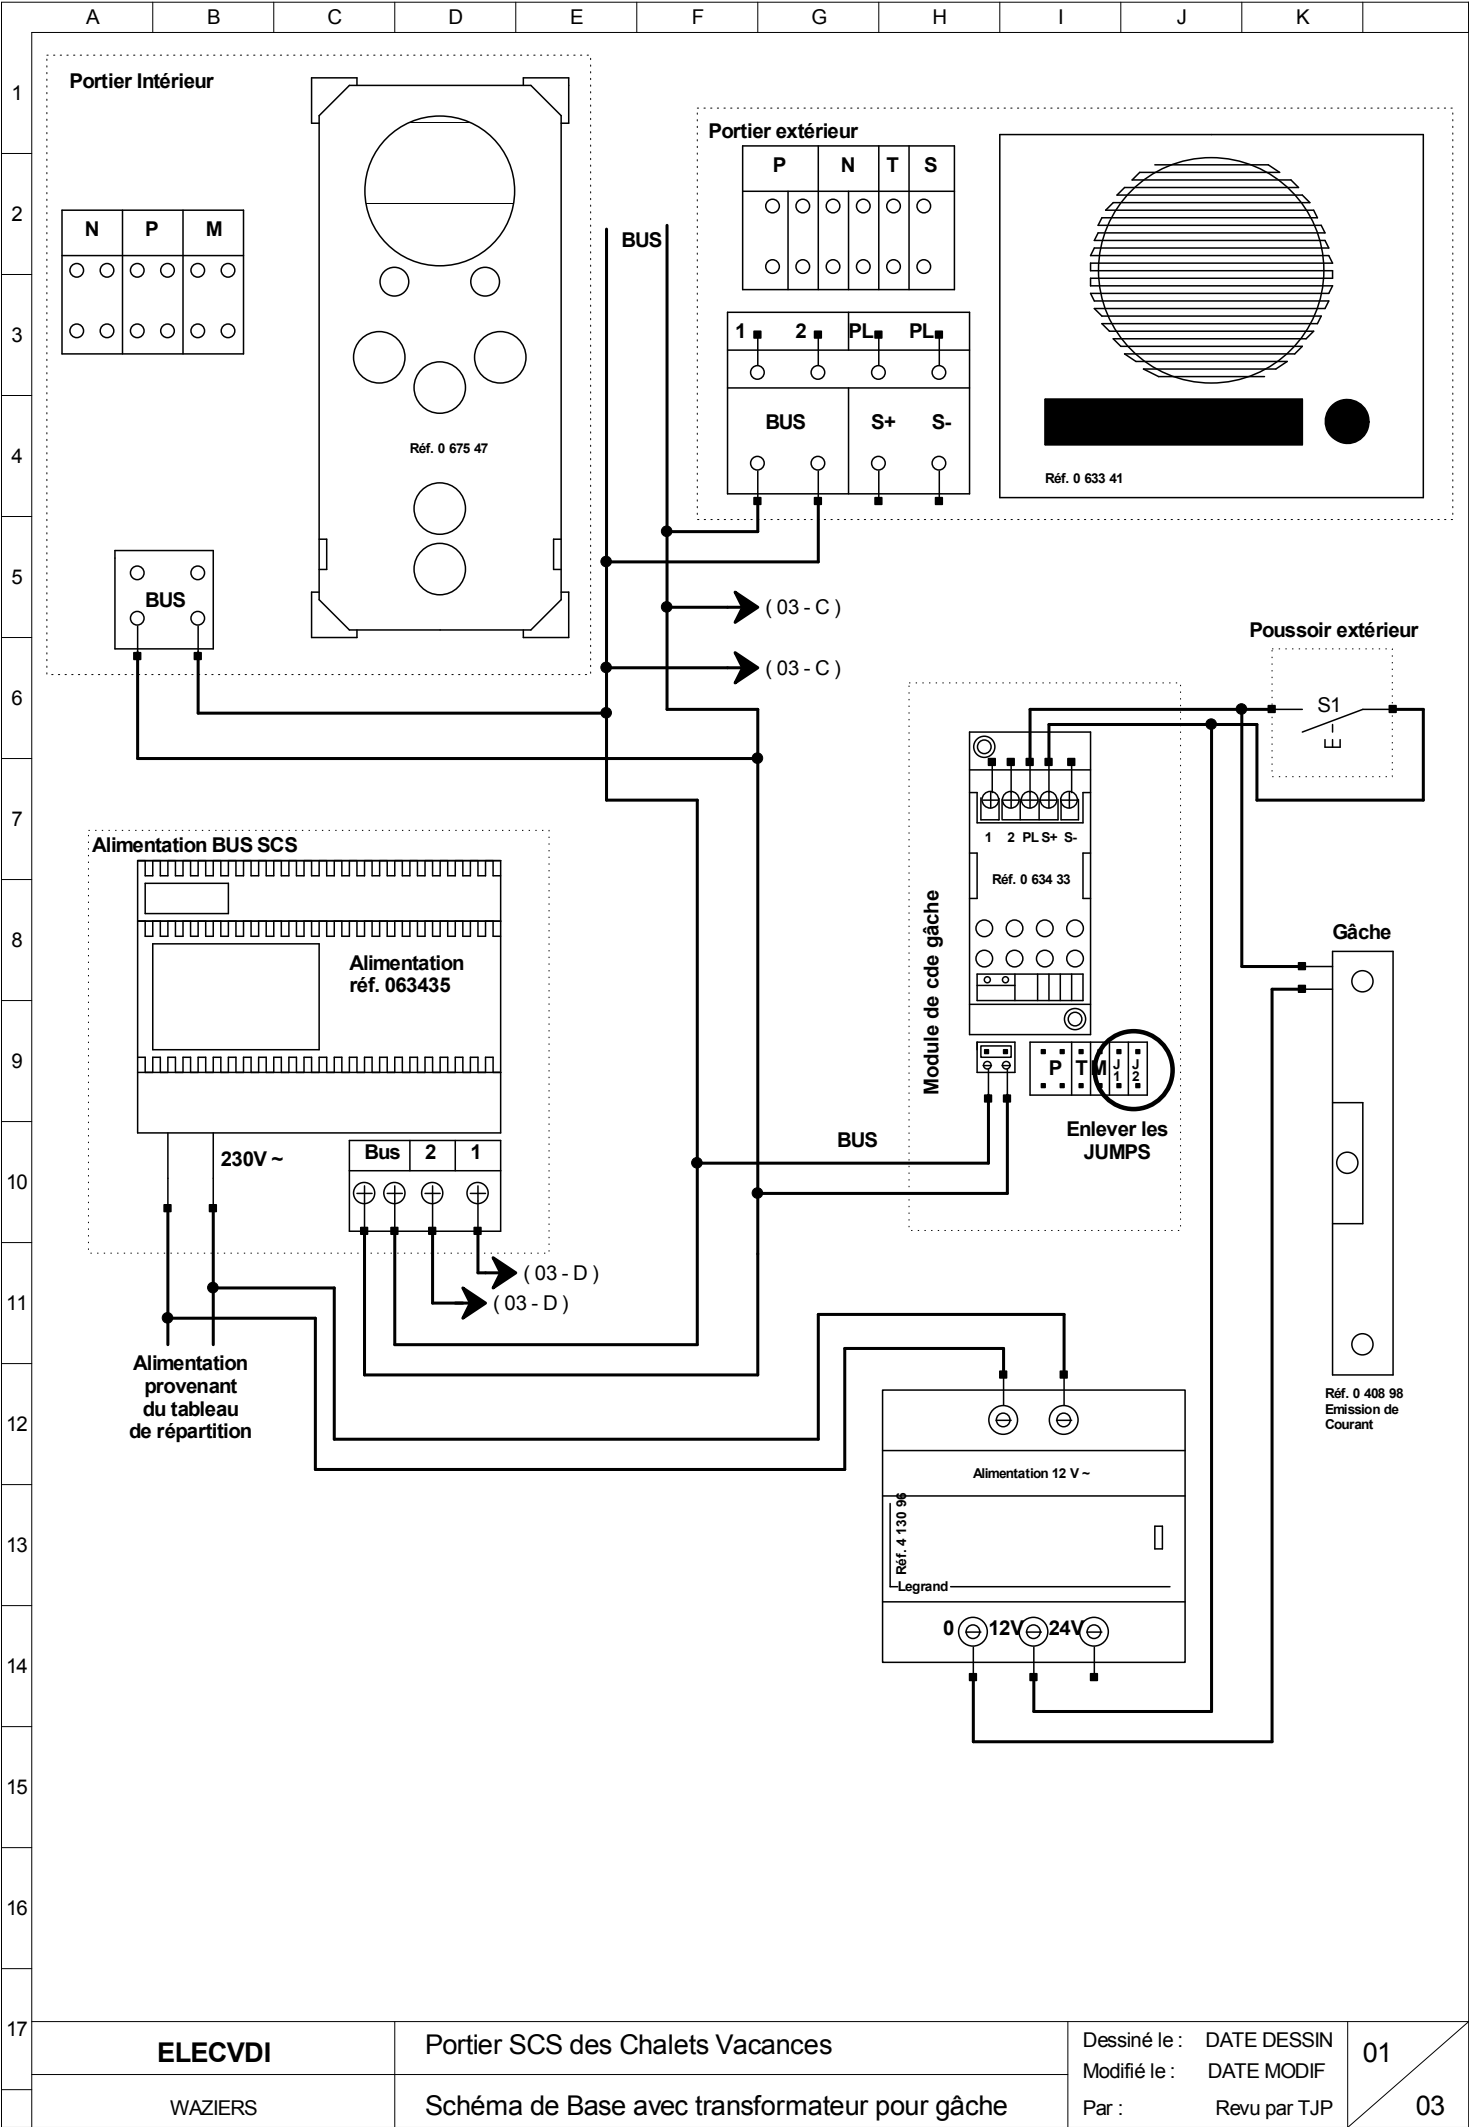 A B C D E F G H I J K
1
2
3
4
5
6
7
8
9
10
11
12
13
14
15
16
17
Portier Intérieur
N P M
Réf. 0 675 47
BUS
BUS
Portier extérieur
P N T S
1 2 PL PL
BUS S+ S-
Réf. 0 633 41
( 03 - C )
( 03 - C )
Poussoir extérieur
S1
E
Alimentation BUS SCS
Alimentation
réf. 063435
230V ~
Bus 2 1
( 03 - D )
( 03 - D )
Alimentation
provenant
du tableau
de répartition
Module de cde gâche
1 2 PL S+ S-
Réf. 0 634 33
P T M J1 J2
Enlever les
JUMPS
BUS
Gâche
Réf. 0 408 98
Emission de
Courant
Alimentation 12 V ~
Réf. 4 130 96
Legrand
0 12V 24V
ELECVDI
WAZIERS
Portier SCS des Chalets Vacances
Schéma de Base avec transformateur pour gâche
Dessiné le : DATE DESSIN
Modifié le : DATE MODIF
Par : Revu par TJP
01
03